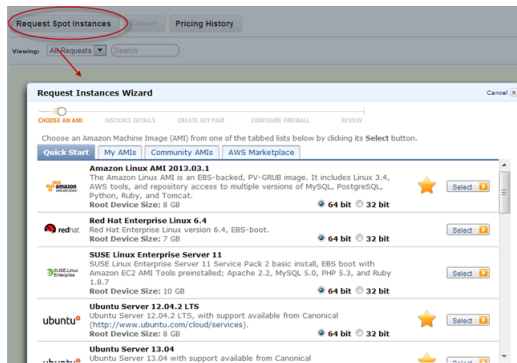 Request Spot Instances Cancel Pricing History
Viewing: All Requests Search
Request Instances Wizard Cancel X
CHOOSE AN AMI INSTANCE DETAILS CREATE KEY PAIR CONFIGURE FIREWALL REVIEW
Choose an Amazon Machine Image (AMI) from one of the tabbed lists below by clicking its Select button.
Quick Start My AMIs Community AMIs AWS Marketplace
Amazon Linux AMI 2013.03.1
The Amazon Linux AMI is an EBS-backed, PV-GRUB image. It includes Linux 3.4,
AWS tools, and repository access to multiple versions of MySQL, PostgreSQL,
Python, Ruby, and Tomcat.
Root Device Size: 8 GB 64 bit 32 bit
amazon
Select
Red Hat Enterprise Linux 6.4
Red Hat Enterprise Linux version 6.4, EBS-boot.
Root Device Size: 7 GB 64 bit 32 bit
redhat
Select
SUSE Linux Enterprise Server 11
SUSE Linux Enterprise Server 11 Service Pack 2 basic install, EBS boot with
Amazon EC2 AMI Tools preinstalled; Apache 2.2, MySQL 5.0, PHP 5.3, and Ruby
1.8.7
Root Device Size: 10 GB 64 bit 32 bit
SUSE Linux
Enterprise
Select
Ubuntu Server 12.04.2 LTS
Ubuntu Server 12.04.2 LTS, with support available from Canonical
(http://www.ubuntu.com/cloud/services).
Root Device Size: 8 GB 64 bit 32 bit
ubuntu
Select
Ubuntu Server 13.04
Ubuntu Server 13.04 with support available from Canonical
ubuntu
Select